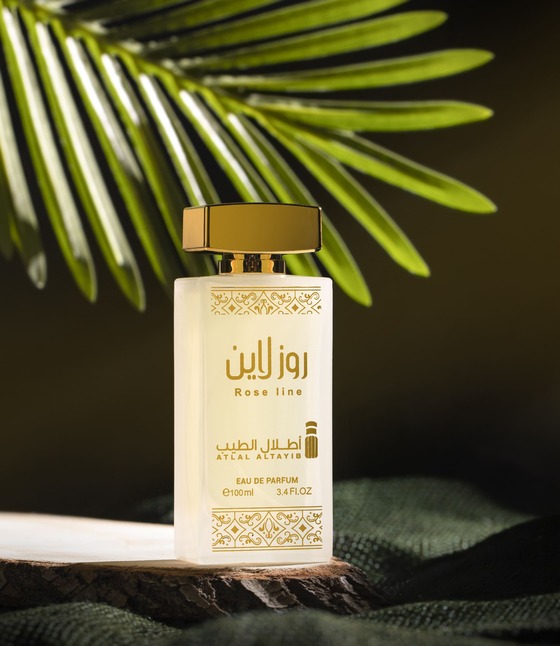 روز لاين
Rose line
أطلال الطيب
ATLAL ALTAYIB
EAU DE PARFUM
℮100ml 3.4 Fl.OZ